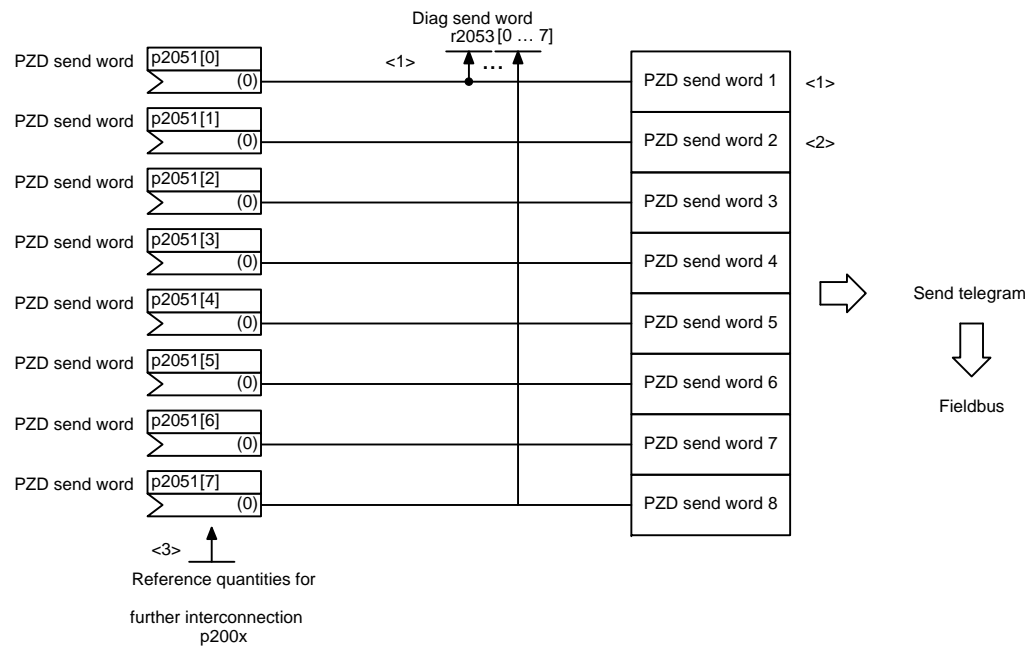 Diag send word
r2053 [0 … 7]
PZD send word
p2051[0]
(0)
<1>
...
PZD send word 1
<1>
PZD send word
p2051[1]
(0)
PZD send word 2
<2>
PZD send word
p2051[2]
(0)
PZD send word 3
PZD send word
p2051[3]
(0)
PZD send word 4
PZD send word
p2051[4]
(0)
PZD send word 5
PZD send word
p2051[5]
(0)
PZD send word 6
PZD send word
p2051[6]
(0)
PZD send word 7
PZD send word
p2051[7]
(0)
PZD send word 8
Send telegram
Fieldbus
<3>
Reference quantities for
further interconnection
p200x